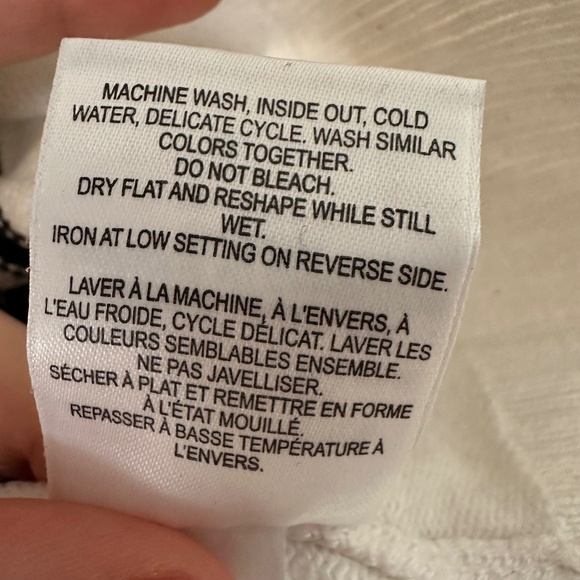 MACHINE WASH, INSIDE OUT, COLD
WATER, DELICATE CYCLE. WASH SIMILAR
COLORS TOGETHER.
DO NOT BLEACH.
DRY FLAT AND RESHAPE WHILE STILL
WET.
IRON AT LOW SETTING ON REVERSE SIDE.
LAVER À LA MACHINE, À L'ENVERS, À
L'EAU FROIDE, CYCLE DÉLICAT. LAVER LES
COULEURS SEMBLABLES ENSEMBLE.
NE PAS JAVELLISER.
SÉCHER À PLAT ET REMETTRE EN FORME
À L'ÉTAT MOUILLÉ.
REPASSER À BASSE TEMPÉRATURE À
L'ENVERS.